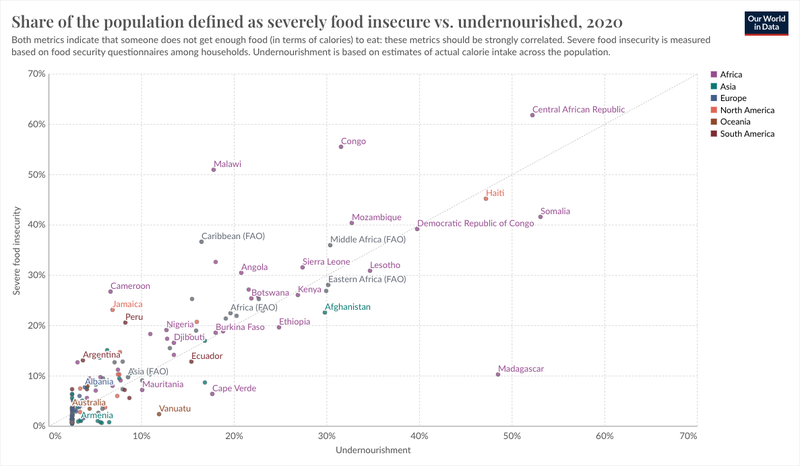 Share of the population defined as severely food insecure vs. undernourished, 2020
Our World
in Data
Both metrics indicate that someone does not get enough food (in terms of calories) to eat: these metrics should be strongly correlated. Severe food insecurity is measured
based on food security questionnaires among households. Undernourishment is based on estimates of actual calorie intake across the population.
70%
60%
50%
40%
30%
20%
10%
0%
Severe food insecurity
Central African Republic
Congo
Malawi
Haiti
Somalia
Mozambique
Democratic Republic of Congo
Caribbean (FAO)
Middle Africa (FAO)
Sierra Leone
Lesotho
Angola
Eastern Africa (FAO)
Cameroon
Botswana
Kenya
Jamaica
Africa (FAO)
Afghanistan
Peru
Nigeria
Burkina Faso
Ethiopia
Djibouti
Argentina
Ecuador
Asia (FAO)
Madagascar
Albania
Mauritania
Cape Verde
Australia
Vanuatu
Armenia
0%
10%
20%
30%
40%
50%
60%
70%
Undernourishment
Africa
Asia
Europe
North America
Oceania
South America